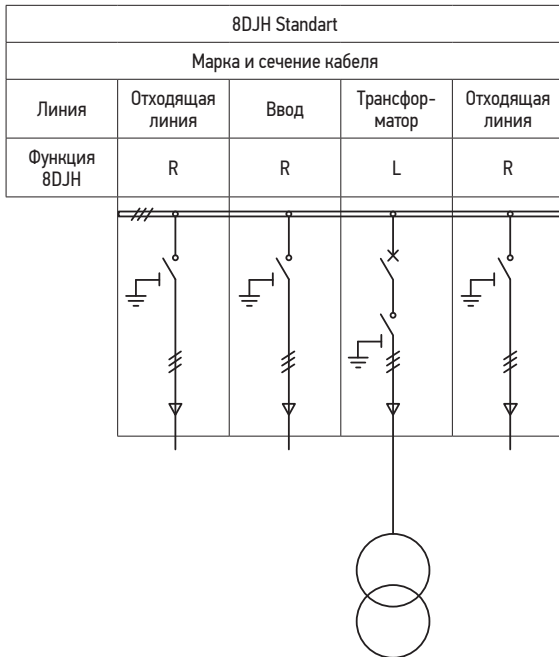 8DJH Standart
Марка и сечение кабеля
Линия
Отходящая
линия
Ввод
Трансфор-
матор
Отходящая
линия
Функция
8DJH
R
R
L
R